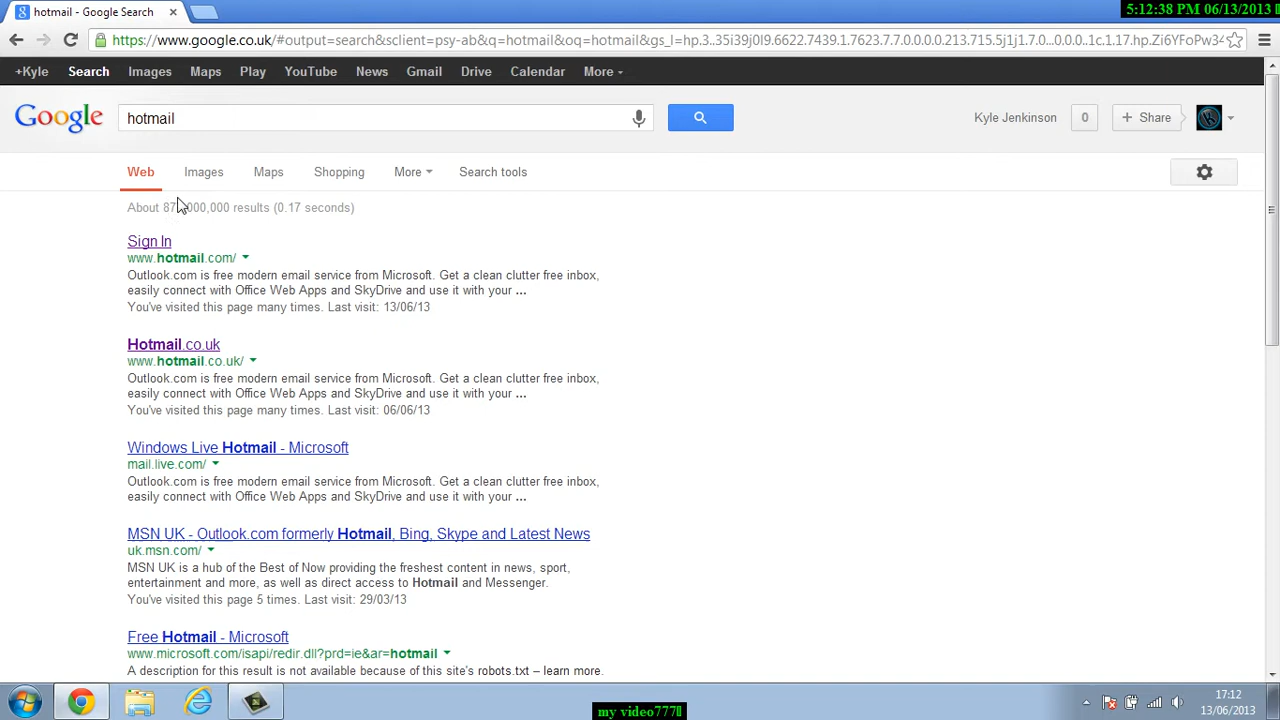 5:12:38 PM 06/13/2013
hotmail - Google Search
https://www.google.co.uk/#output=search&sclient=psy-ab&q=hotmail&oq=hotmail&gs_l=hp.3..35i39j0l9.6622.7439.1.7623.7.7.0.0.0.0.213.715.5j1j1.7.0...0.0...1c.1.17.hp.Zi6YFoPw34
+Kyle Search Images Maps Play YouTube News Gmail Drive Calendar More
Google hotmail Kyle Jenkinson 0 + Share
Web Images Maps Shopping More Search tools
About 87,000,000 results (0.17 seconds)
Sign In
www.hotmail.com/
Outlook.com is free modern email service from Microsoft. Get a clean clutter free inbox,
easily connect with Office Web Apps and SkyDrive and use it with your ...
You've visited this page many times. Last visit: 13/06/13
Hotmail.co.uk
www.hotmail.co.uk/
Outlook.com is free modern email service from Microsoft. Get a clean clutter free inbox,
easily connect with Office Web Apps and SkyDrive and use it with your ...
You've visited this page many times. Last visit: 06/06/13
Windows Live Hotmail - Microsoft
mail.live.com/
Outlook.com is free modern email service from Microsoft. Get a clean clutter free inbox,
easily connect with Office Web Apps and SkyDrive and use it with your ...
MSN UK - Outlook.com formerly Hotmail, Bing, Skype and Latest News
uk.msn.com/
MSN UK is a hub of the Best of Now providing the freshest content in news, sport,
entertainment and more, as well as direct access to Hotmail and Messenger.
You've visited this page 5 times. Last visit: 29/03/13
Free Hotmail - Microsoft
www.microsoft.com/isapi/redir.dll?prd=ie&ar=hotmail
A description for this result is not available because of this site's robots.txt – learn more.
17:12
13/06/2013
my video777